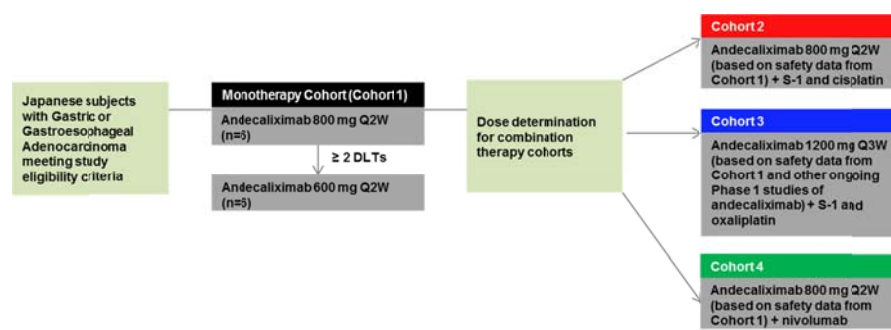 Japanese subjects
with Gastric or
Gastroesophageal
Adenocarcinoma
meeting study
eligibility criteria
Monotherapy Cohort (Cohort 1)
Andecaliximab 800 mg Q2W
(n=6)
≥ 2 DLTs
Andecaliximab 600 mg Q2W
(n=6)
Dose determination
for combination
therapy cohorts
Cohort 2
Andecaliximab 800 mg Q2W
(based on safety data from
Cohort 1) + S-1 and cisplatin
Cohort 3
Andecaliximab 1200 mg Q3W
(based on safety data from
Cohort 1 and other ongoing
Phase 1 studies of
andecaliximab) + S-1 and
oxaliplatin
Cohort 4
Andecaliximab 800 mg Q2W
(based on safety data from
Cohort 1) + nivolumab